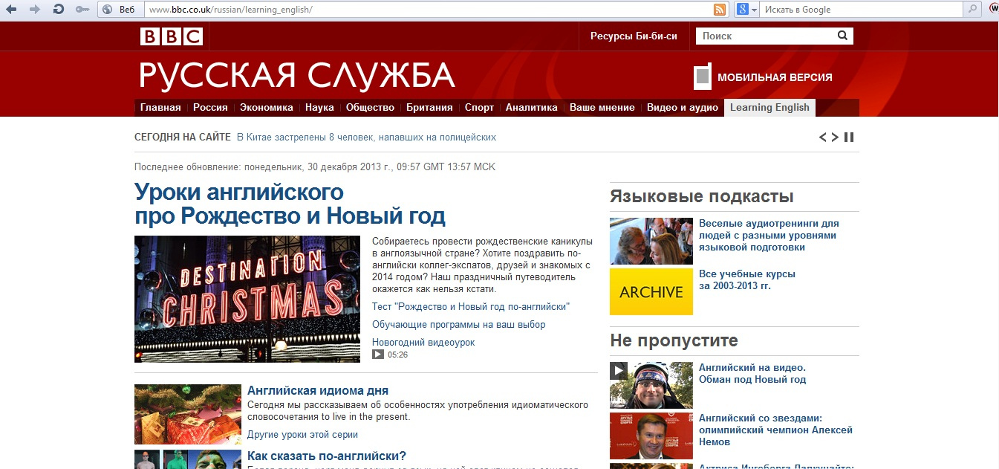 Веб
www.bbc.co.uk/russian/learning_english/
Искать в Google
BBC
Ресурсы Би-би-си
Поиск
РУССКАЯ СЛУЖБА
МОБИЛЬНАЯ ВЕРСИЯ
Главная Россия Экономика Наука Общество Британия Спорт Аналитика Ваше мнение Видео и аудио Learning English
СЕГОДНЯ НА САЙТЕ В Китае застрелены 8 человек, напавших на полицейских
Последнее обновление: понедельник, 30 декабря 2013 г., 09:57 GMT 13:57 МСК
Уроки английского
про Рождество и Новый год
DESTINATION
CHRISTMAS
Собираетесь провести рождественские каникулы
в англоязычной стране? Хотите поздравить по-
английски коллег-экспатов, друзей и знакомых с
2014 годом? Наш праздничный путеводитель
окажется как нельзя кстати.
Тест "Рождество и Новый год по-английски"
Обучающие программы на ваш выбор
Новогодний видеоурок
05:26
Английская идиома дня
Сегодня мы рассказываем об особенностях употребления идиоматического
словосочетания to live in the present.
Другие уроки этой серии
Как сказать по-английски?
Языковые подкасты
Веселые аудиотренинги для
людей с разными уровнями
языковой подготовки
ARCHIVE
Все учебные курсы
за 2003-2013 гг.
Не пропустите
Английский на видео.
Обман под Новый год
Английский со звездами:
олимпийский чемпион Алексей
Немов